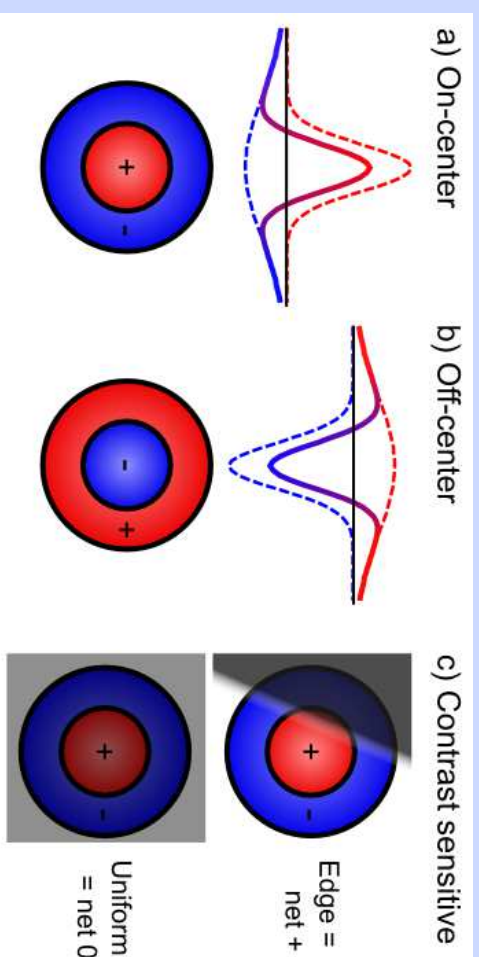 a) On-center
+
-
b) Off-center
-
+
c) Contrast sensitive
+
-
Edge =
net +
+
-
Uniform
= net 0